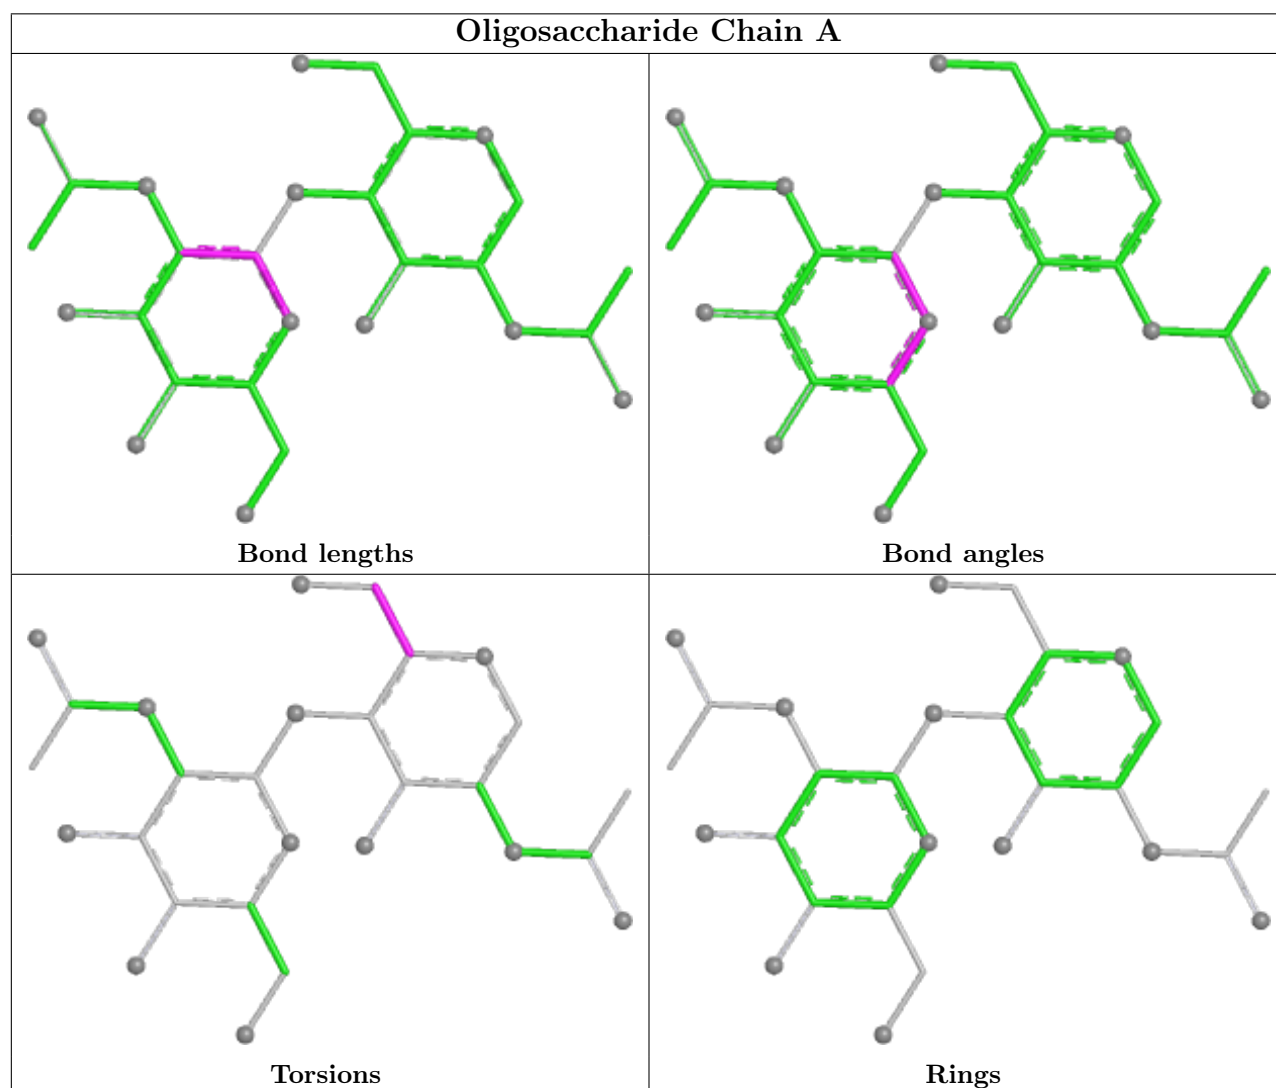 Oligosaccharide Chain A
Bond lengths
Bond angles
Torsions
Rings